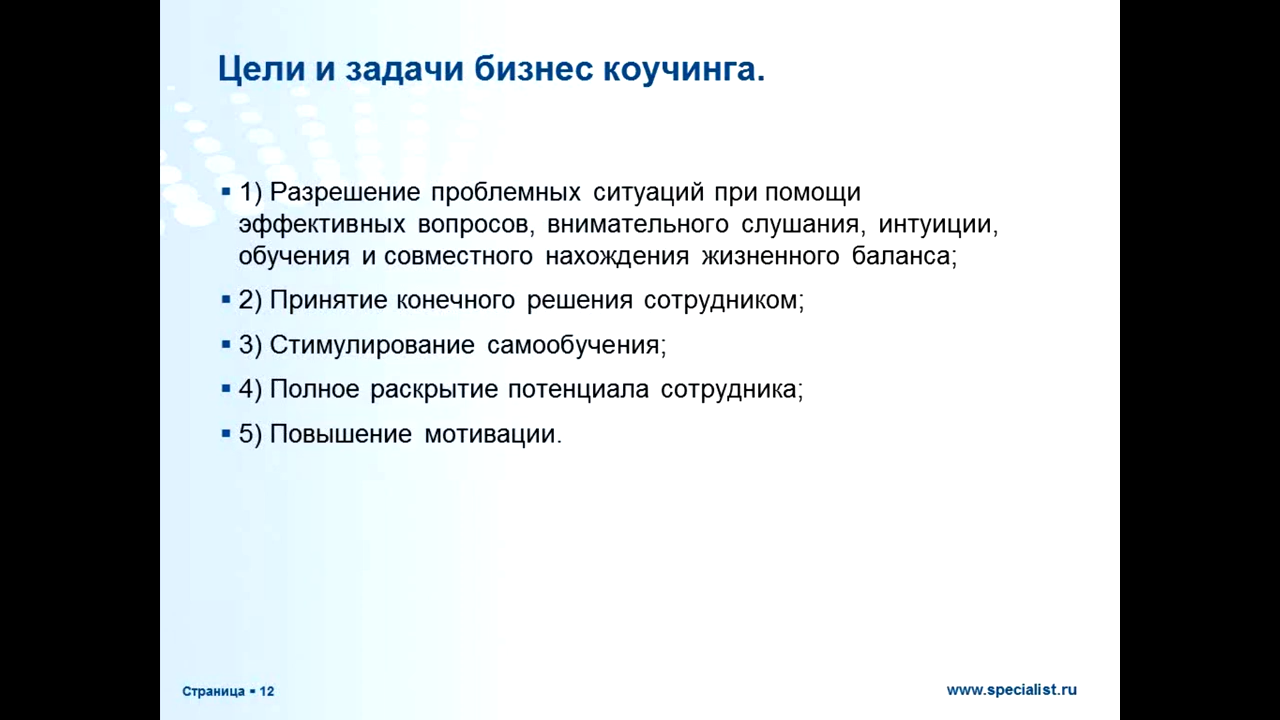 Цели и задачи бизнес коучинга.
▪ 1) Разрешение проблемных ситуаций при помощи
эффективных вопросов, внимательного слушания, интуиции,
обучения и совместного нахождения жизненного баланса;
▪ 2) Принятие конечного решения сотрудником;
▪ 3) Стимулирование самообучения;
▪ 4) Полное раскрытие потенциала сотрудника;
▪ 5) Повышение мотивации.
Страница ▪ 12
www.specialist.ru